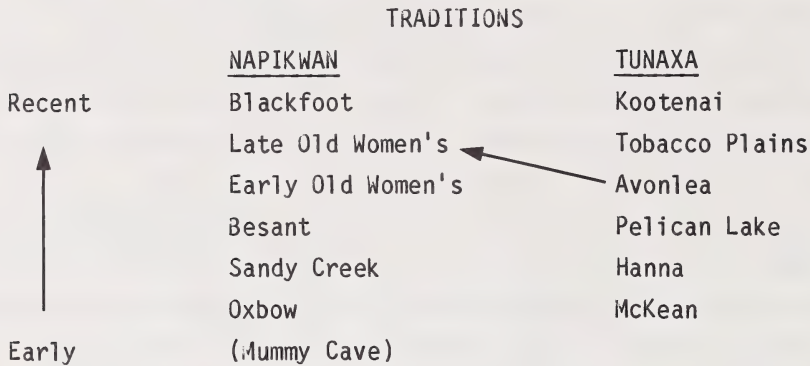 TRADITIONS
NAPIKWAN TUNAXA
Recent Blackfoot Kootenai
Late Old Women's Tobacco Plains
Early Old Women's Avonlea
Besant Pelican Lake
Sandy Creek Hanna
Oxbow McKean
Early (Mummy Cave)